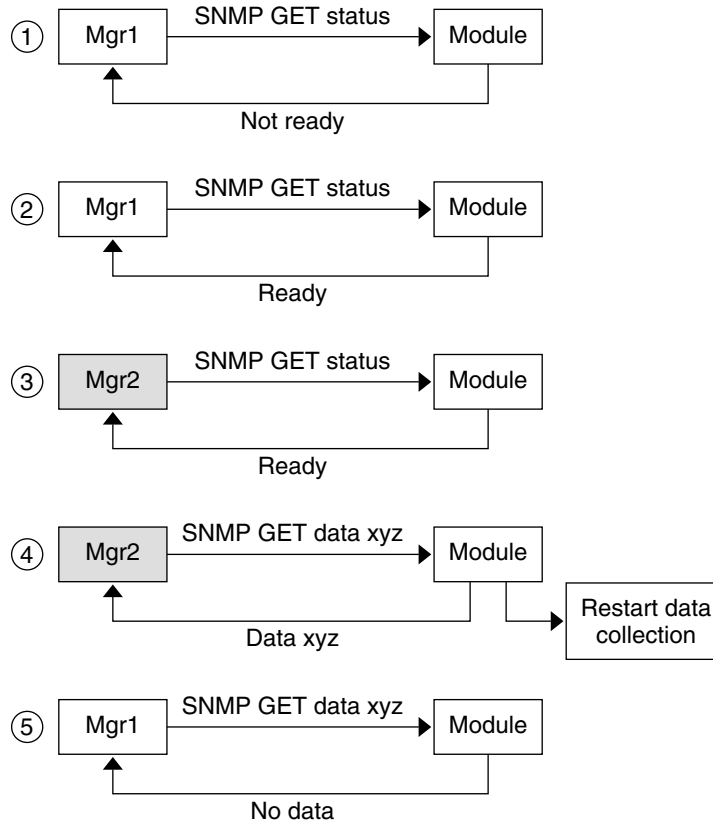 1
Mgr1
SNMP GET status
Module
Not ready
2
Mgr1
SNMP GET status
Module
Ready
3
Mgr2
SNMP GET status
Module
Ready
4
Mgr2
SNMP GET data xyz
Module
Data xyz
Restart data
collection
5
Mgr1
SNMP GET data xyz
Module
No data